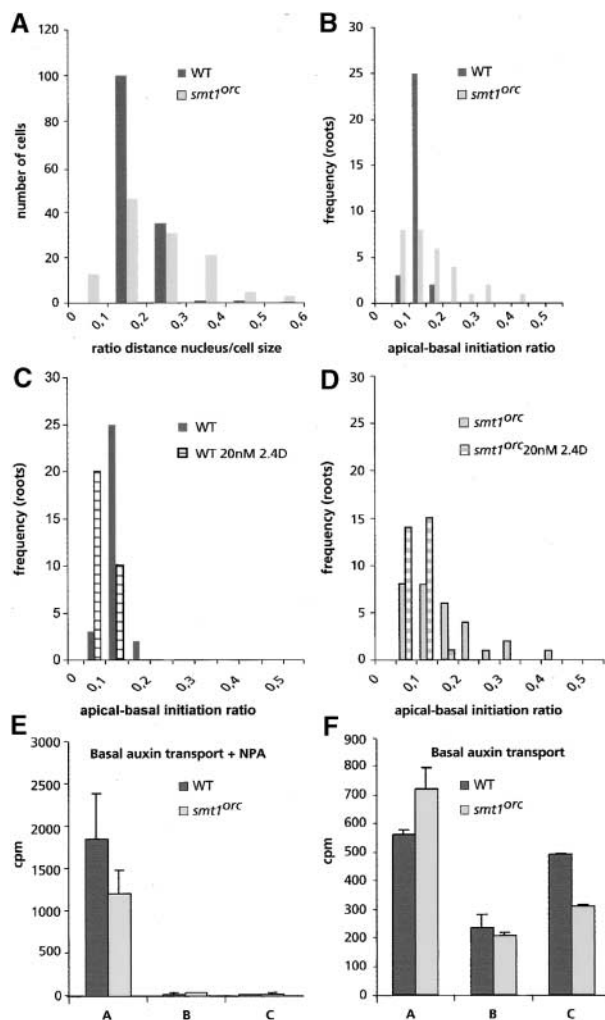 A
120
100
80
60
40
20
0
number of cells
WT
smt1orc
0 0,1 0,2 0,3 0,4 0,5 0,6
ratio distance nucleus/cell size
B
30
25
20
15
10
5
0
frequency (roots)
WT
smt1orc
0 0,1 0,2 0,3 0,4 0,5
apical-basal initiation ratio
C
30
25
20
15
10
5
0
frequency (roots)
WT
WT 20nM 2.4D
0 0,1 0,2 0,3 0,4 0,5
apical-basal initiation ratio
D
30
25
20
15
10
5
0
frequency (roots)
smt1orc
smt1orc20nM 2.4D
0 0,1 0,2 0,3 0,4 0,5
apical-basal initiation ratio
E
Basal auxin transport + NPA
3000
2500
2000
1500
1000
500
0
cpm
WT
smt1orc
A B C
F
Basal auxin transport
900
800
700
600
500
400
300
200
100
0
cpm
WT
smt1orc
A B C